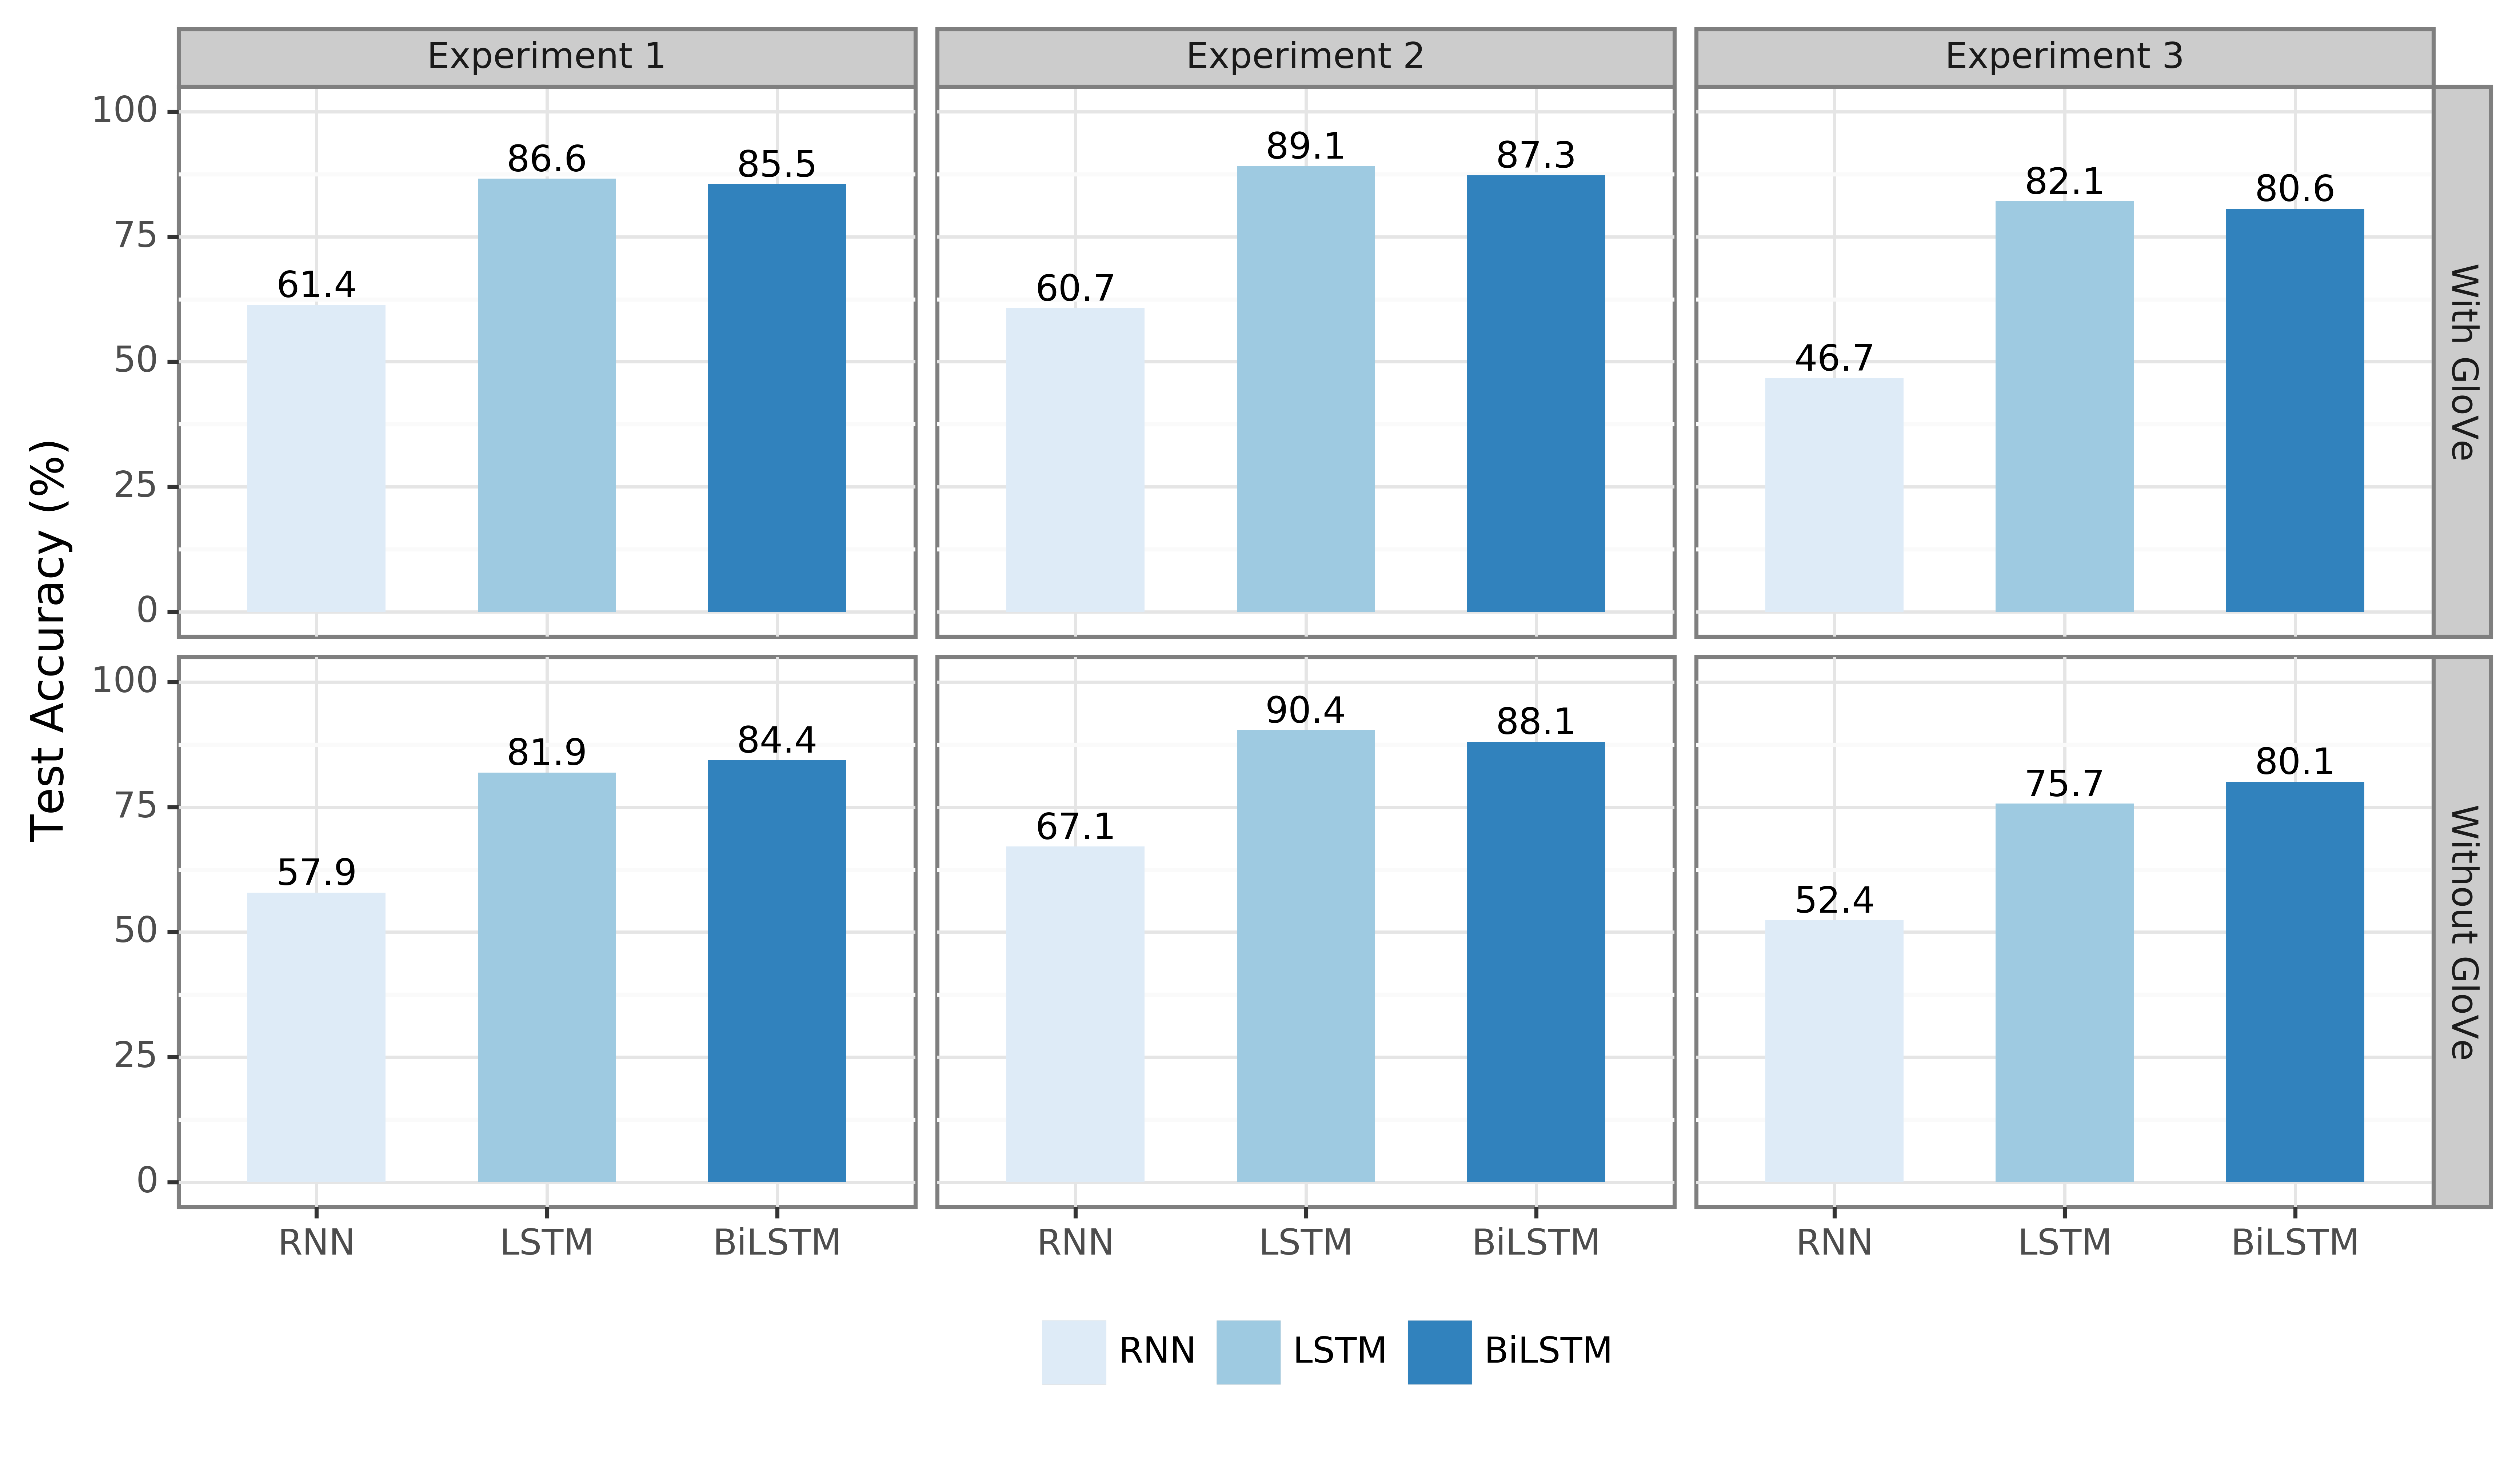 Experiment 1
Experiment 2
Experiment 3
Test Accuracy (%)
100
75
50
25
0
61.4
86.6
85.5
60.7
89.1
87.3
46.7
82.1
80.6
With GloVe
100
75
50
25
0
57.9
81.9
84.4
67.1
90.4
88.1
52.4
75.7
80.1
Without GloVe
RNN
LSTM
BiLSTM
RNN
LSTM
BiLSTM
RNN
LSTM
BiLSTM
RNN
LSTM
BiLSTM